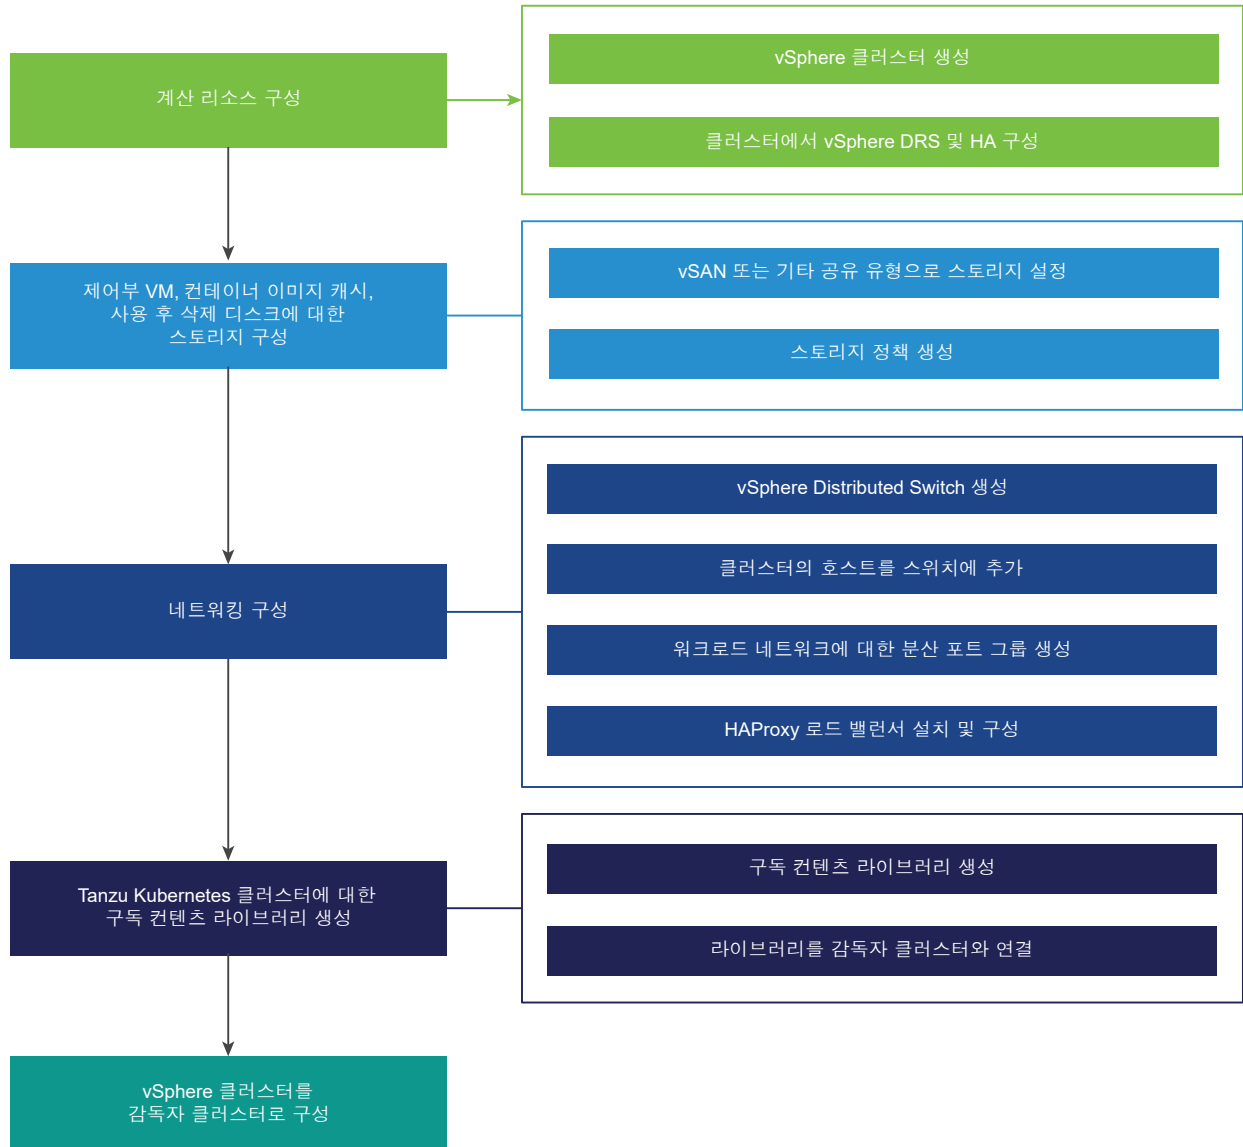 계산 리소스 구성
vSphere 클러스터 생성
클러스터에서 vSphere DRS 및 HA 구성
제어부 VM, 컨테이너 이미지 캐시,
사용 후 삭제 디스크에 대한
스토리지 구성
vSAN 또는 기타 공유 유형으로 스토리지 설정
스토리지 정책 생성
네트워킹 구성
vSphere Distributed Switch 생성
클러스터의 호스트를 스위치에 추가
워크로드 네트워크에 대한 분산 포트 그룹 생성
HAProxy 로드 밸런서 설치 및 구성
Tanzu Kubernetes 클러스터에 대한
구독 컨텐츠 라이브러리 생성
구독 컨텐츠 라이브러리 생성
라이브러리를 감독자 클러스터와 연결
vSphere 클러스터를
감독자 클러스터로 구성